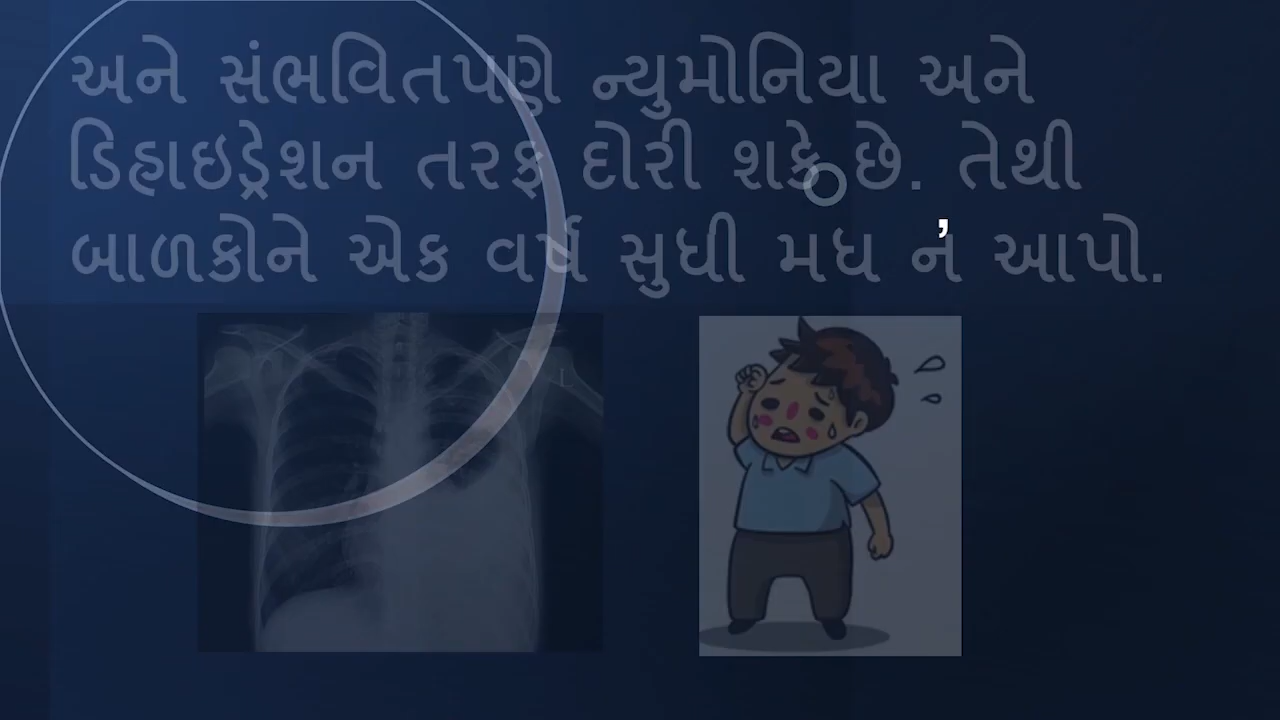 અને સંભવિતપણે ન્યુમોનિયા અને
ડિહાઇડ્રેશન તરફ દોરી શકે છે. તેથી
બાળકોને એક વર્ષ સુધી મધ ન આપો.
,
L